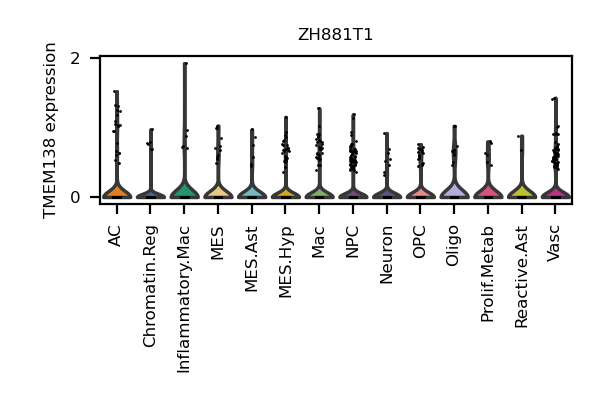 ZH881T1
TMEM138 expression
2
0
AC
Chromatin.Reg
Inflammatory.Mac
MES
MES.Ast
MES.Hyp
Mac
NPC
Neuron
OPC
Oligo
Prolif.Metab
Reactive.Ast
Vasc